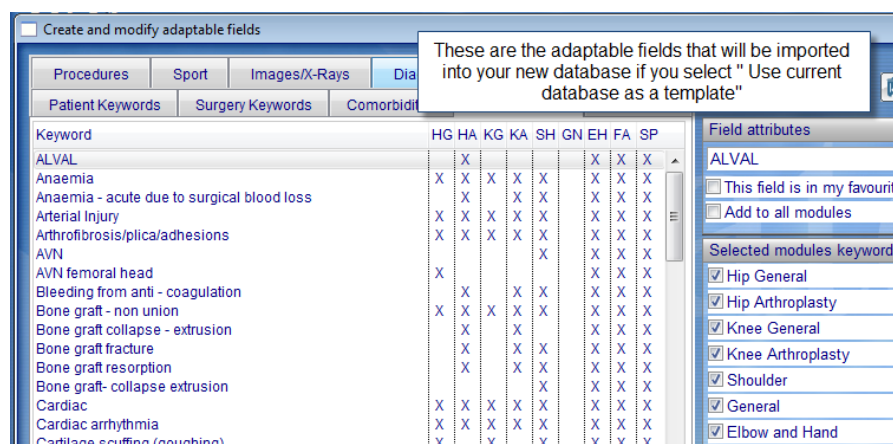 Create and modify adaptable fields
These are the adaptable fields that will be imported
into your new database if you select " Use current
database as a template"
Procedures Sport Images/X-Rays Dia
Patient Keywords Surgery Keywords Comorbidit
Keyword HG HA KG KA SH GN EH FA SP
ALVAL X X X X
Anaemia X X X X X X X X
Anaemia - acute due to surgical blood loss X X X X X X
Arterial Injury X X X X X X X X
Arthrofibrosis/plica/adhesions X X X X X X X X
AVN X X X X
AVN femoral head X X X X
Bleeding from anti - coagulation X X X X X X
Bone graft - non union X X X X X X X X
Bone graft collapse - extrusion X X X X X
Bone graft fracture X X X X X X
Bone graft resorption X X X X X X
Bone graft- collapse extrusion X X X X
Cardiac X X X X X X X X
Cardiac arrhythmia X X X X X X X X
Cartilage scuffing (gouging) X X X X X X
Field attributes
ALVAL
This field is in my favourit
Add to all modules
Selected modules keyword
Hip General
Hip Arthroplasty
Knee General
Knee Arthroplasty
Shoulder
General
Elbow and Hand